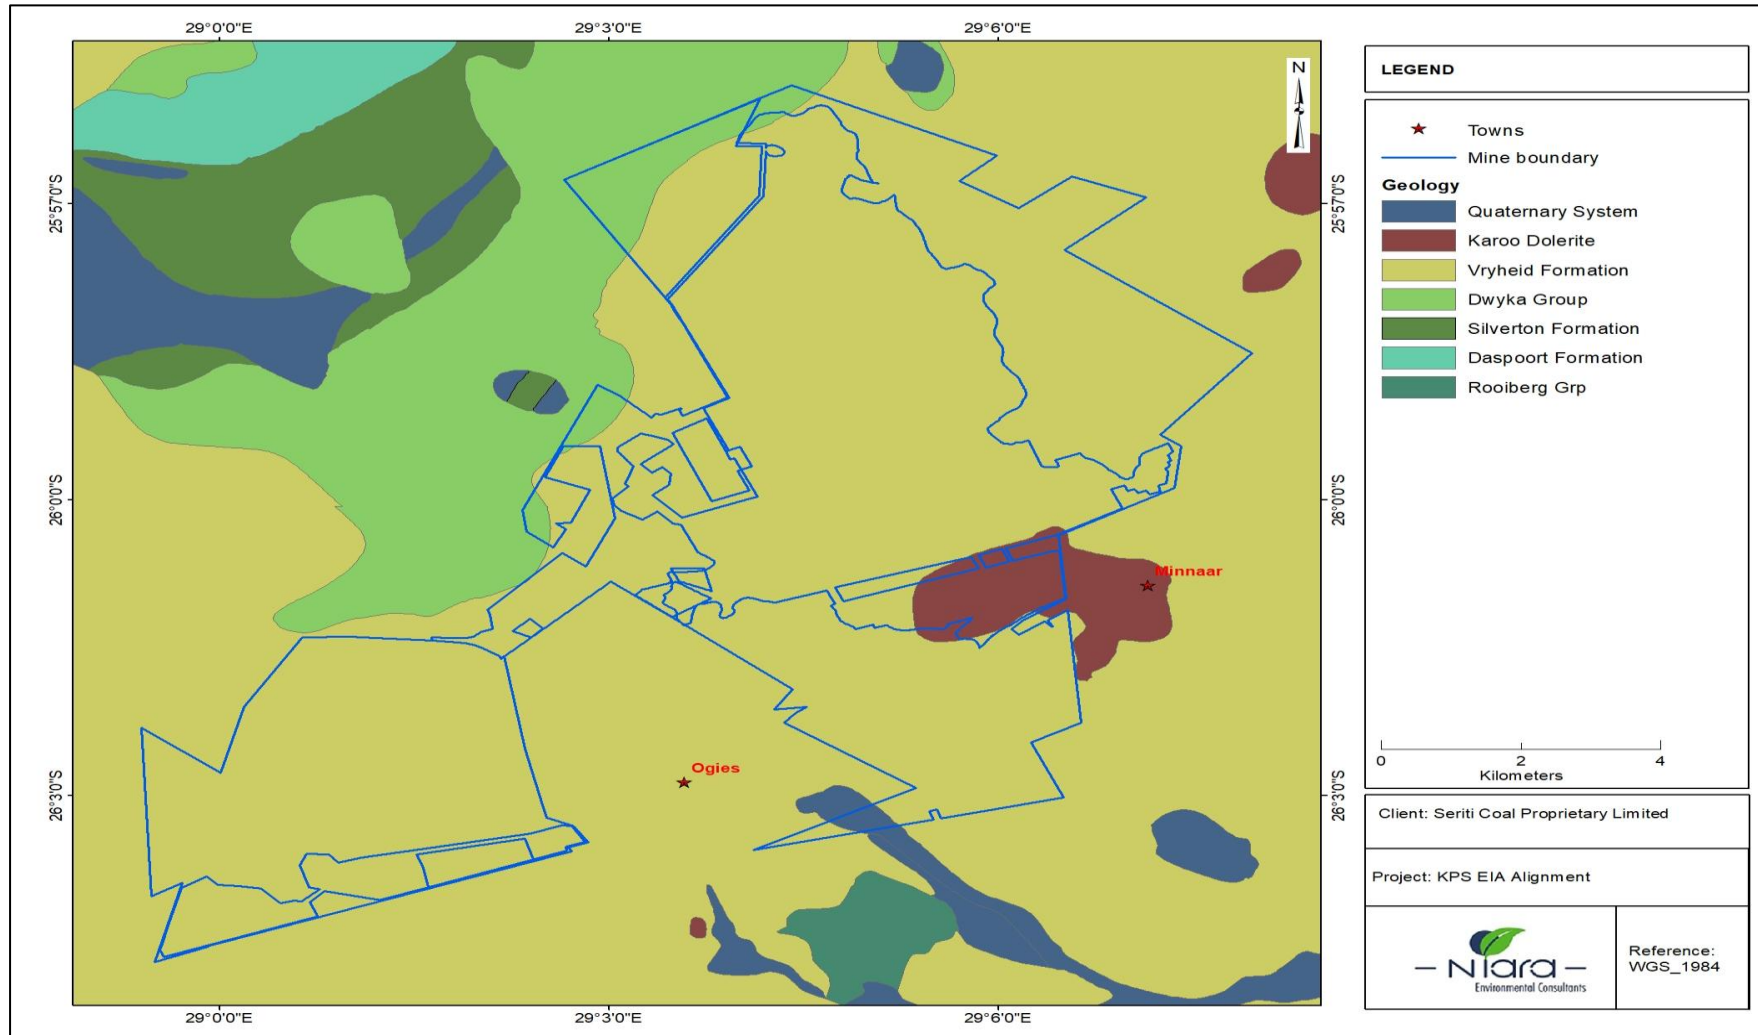 29°0'0"E
29°3'0"E
29°6'0"E
25°57'0"S
25°57'0"S
26°0'0"S
26°0'0"S
26°3'0"S
26°3'0"S
N
Minnaar
Ogies
29°0'0"E
29°3'0"E
29°6'0"E
LEGEND
Towns
Mine boundary
Geology
Quaternary System
Karoo Dolerite
Vryheid Formation
Dwyka Group
Silverton Formation
Daspoort Formation
Rooiberg Grp
0 2 4
Kilometers
Client: Seriti Coal Proprietary Limited
Project: KPS EIA Alignment
Niara
Environmental Consultants
Reference:
WGS_1984